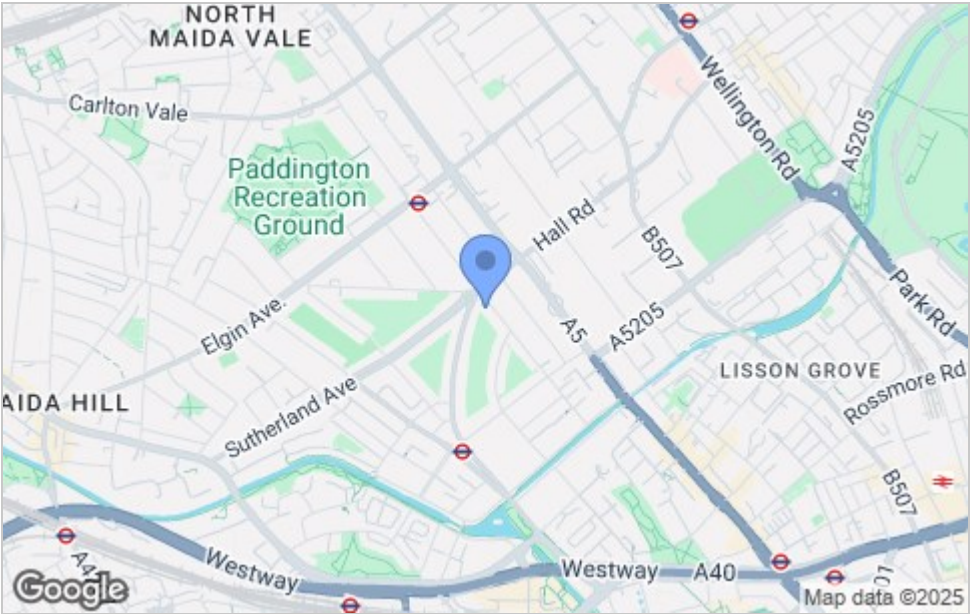 NORTH
MAIDA VALE
Carlton Vale
Wellington Rd
A5205
Paddington
Recreation
Ground
Hall Rd
B507
Park Rd
Elgin Ave.
A5
A5205
LISSON GROVE
Rossmore Rd
AIDA HILL
Sutherland Ave
B507
Westway
Westway
A40
Google
Map data ©2025